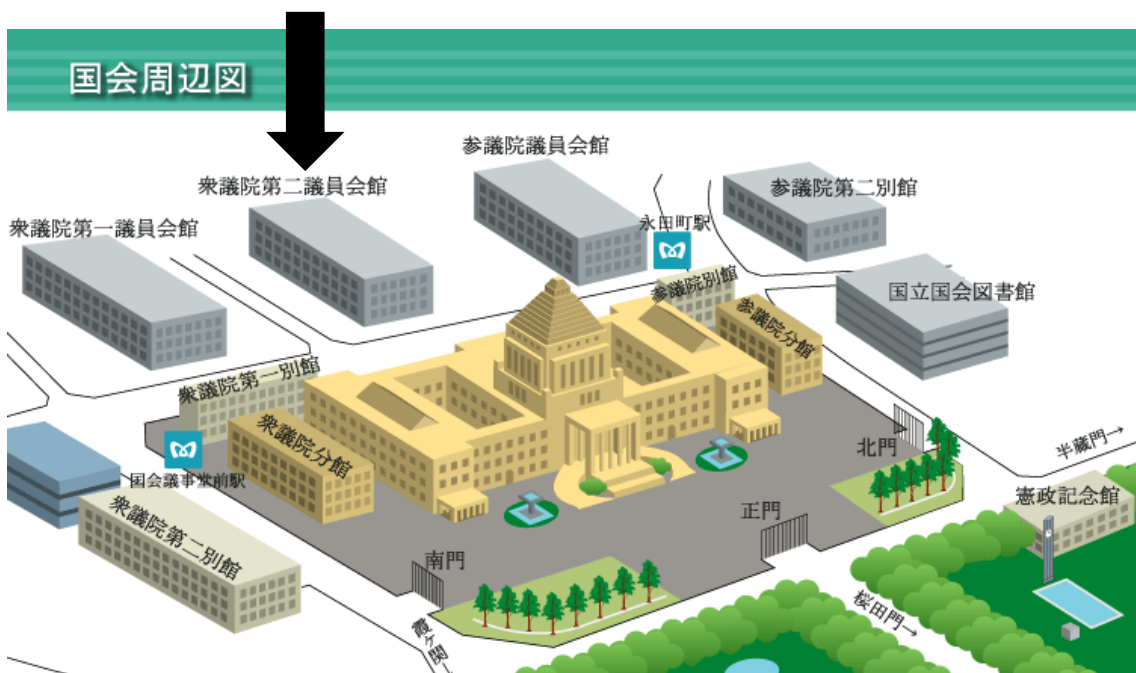 国会周辺図
参議院議員会館
衆議院第二議員会館
参議院第二別館
衆議院第一議員会館
永田町駅
国立国会図書館
参議院別館
参議院分館
衆議院第一別館
衆議院分館
北門
半蔵門→
国会議事堂前駅
憲政記念館
衆議院第二別館
正門
南門
桜田門→
霞ヶ関